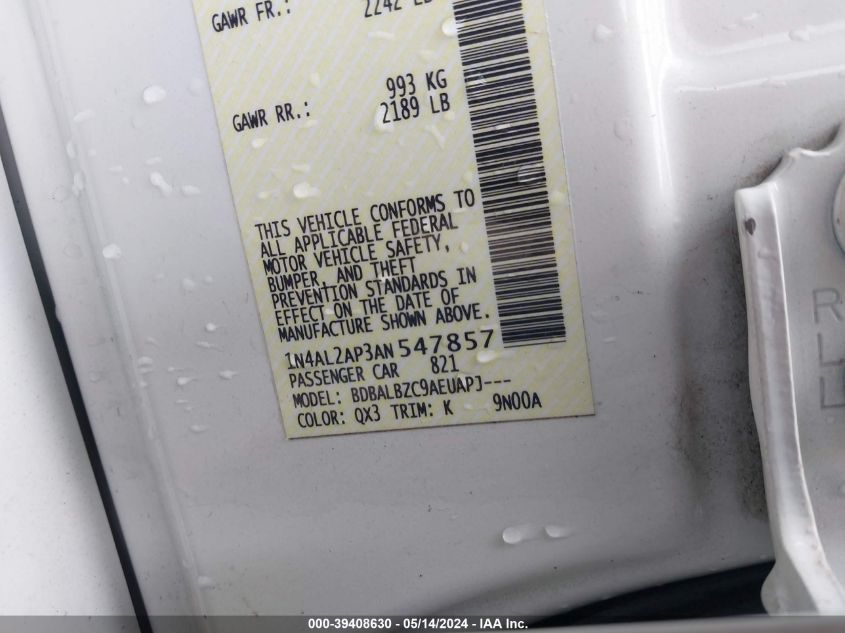 GAWR FR.: 2242 LB
993 KG
GAWR RR.: 2189 LB
THIS VEHICLE CONFORMS TO
ALL APPLICABLE FEDERAL
MOTOR VEHICLE SAFETY,
BUMPER, AND THEFT
PREVENTION STANDARDS IN
EFFECT ON THE DATE OF
MANUFACTURE SHOWN ABOVE.
1N4AL2AP3AN547857
PASSENGER CAR 821
MODEL: BDBALBZC9AEUAPJ---
COLOR: QX3 TRIM: K 9N00A
000-39408630 - 05/14/2024 - IAA Inc.